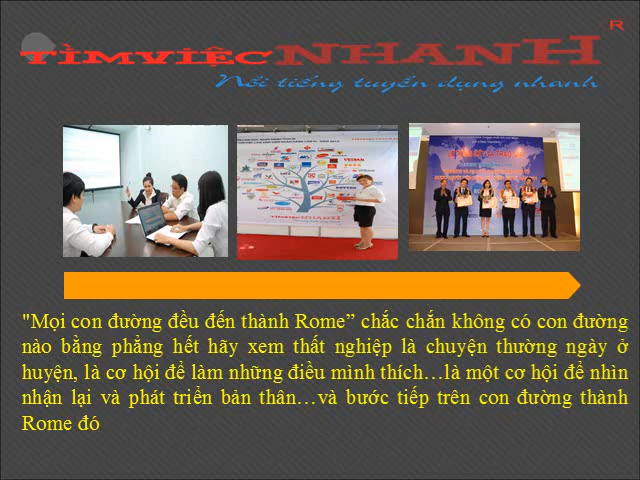 R
TÌMVIỆCNHANH
Nổi tiếng tuyển dụng nhanh
TÌMVIỆCNHANH
"Mọi con đường đều đến thành Rome” chắc chắn không có con đường
nào bằng phẳng hết hãy xem thất nghiệp là chuyện thường ngày ở
huyện, là cơ hội để làm những điều mình thích…là một cơ hội để nhìn
nhận lại và phát triển bản thân…và bước tiếp trên con đường thành
Rome đó